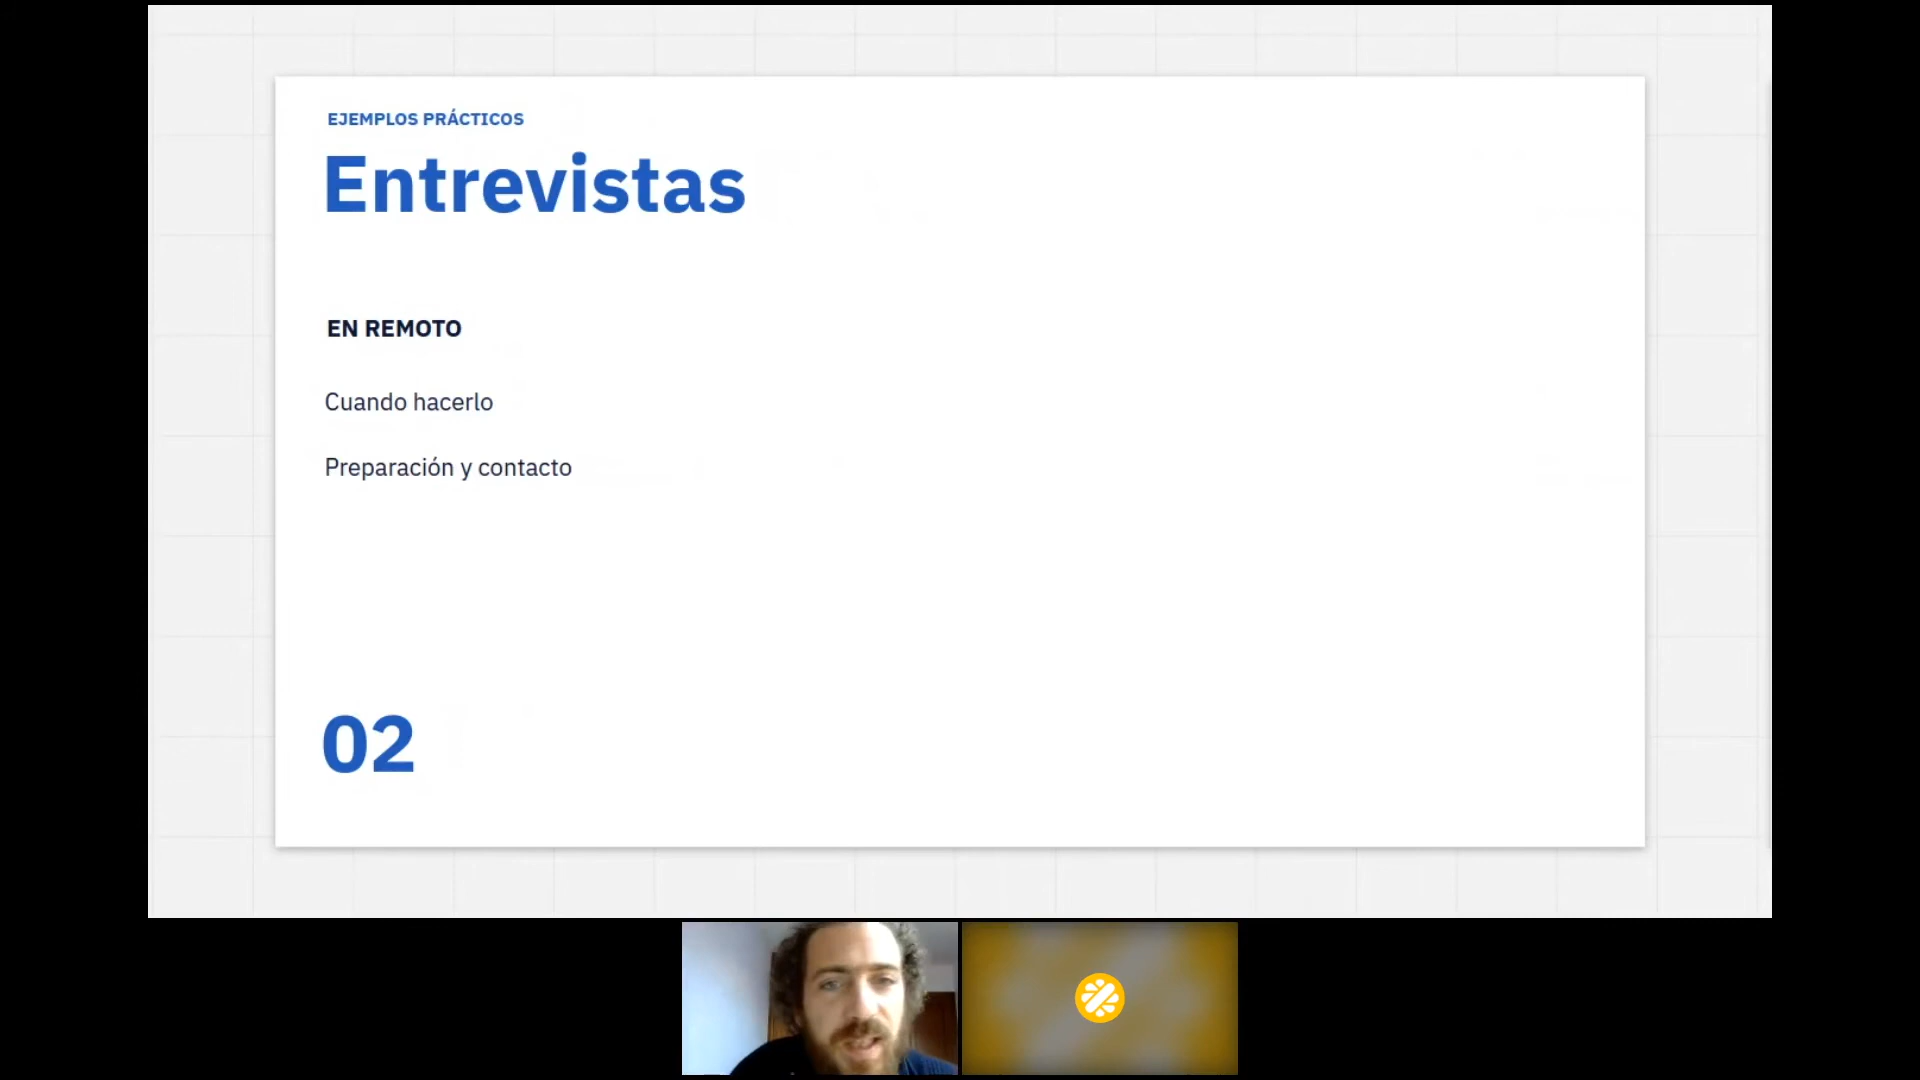 EJEMPLOS PRÁCTICOS
Entrevistas
EN REMOTO
Cuando hacerlo
Preparación y contacto
02